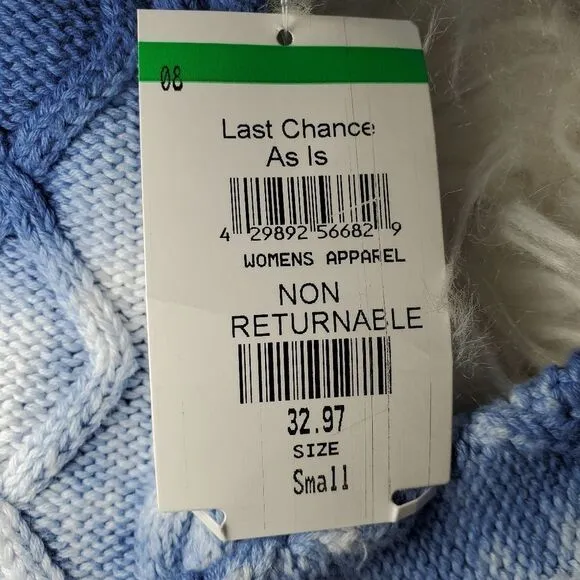 08
Last Chance
As Is
4 29892 56682 9
WOMENS APPAREL
NON
RETURNABLE
32.97
SIZE
Small